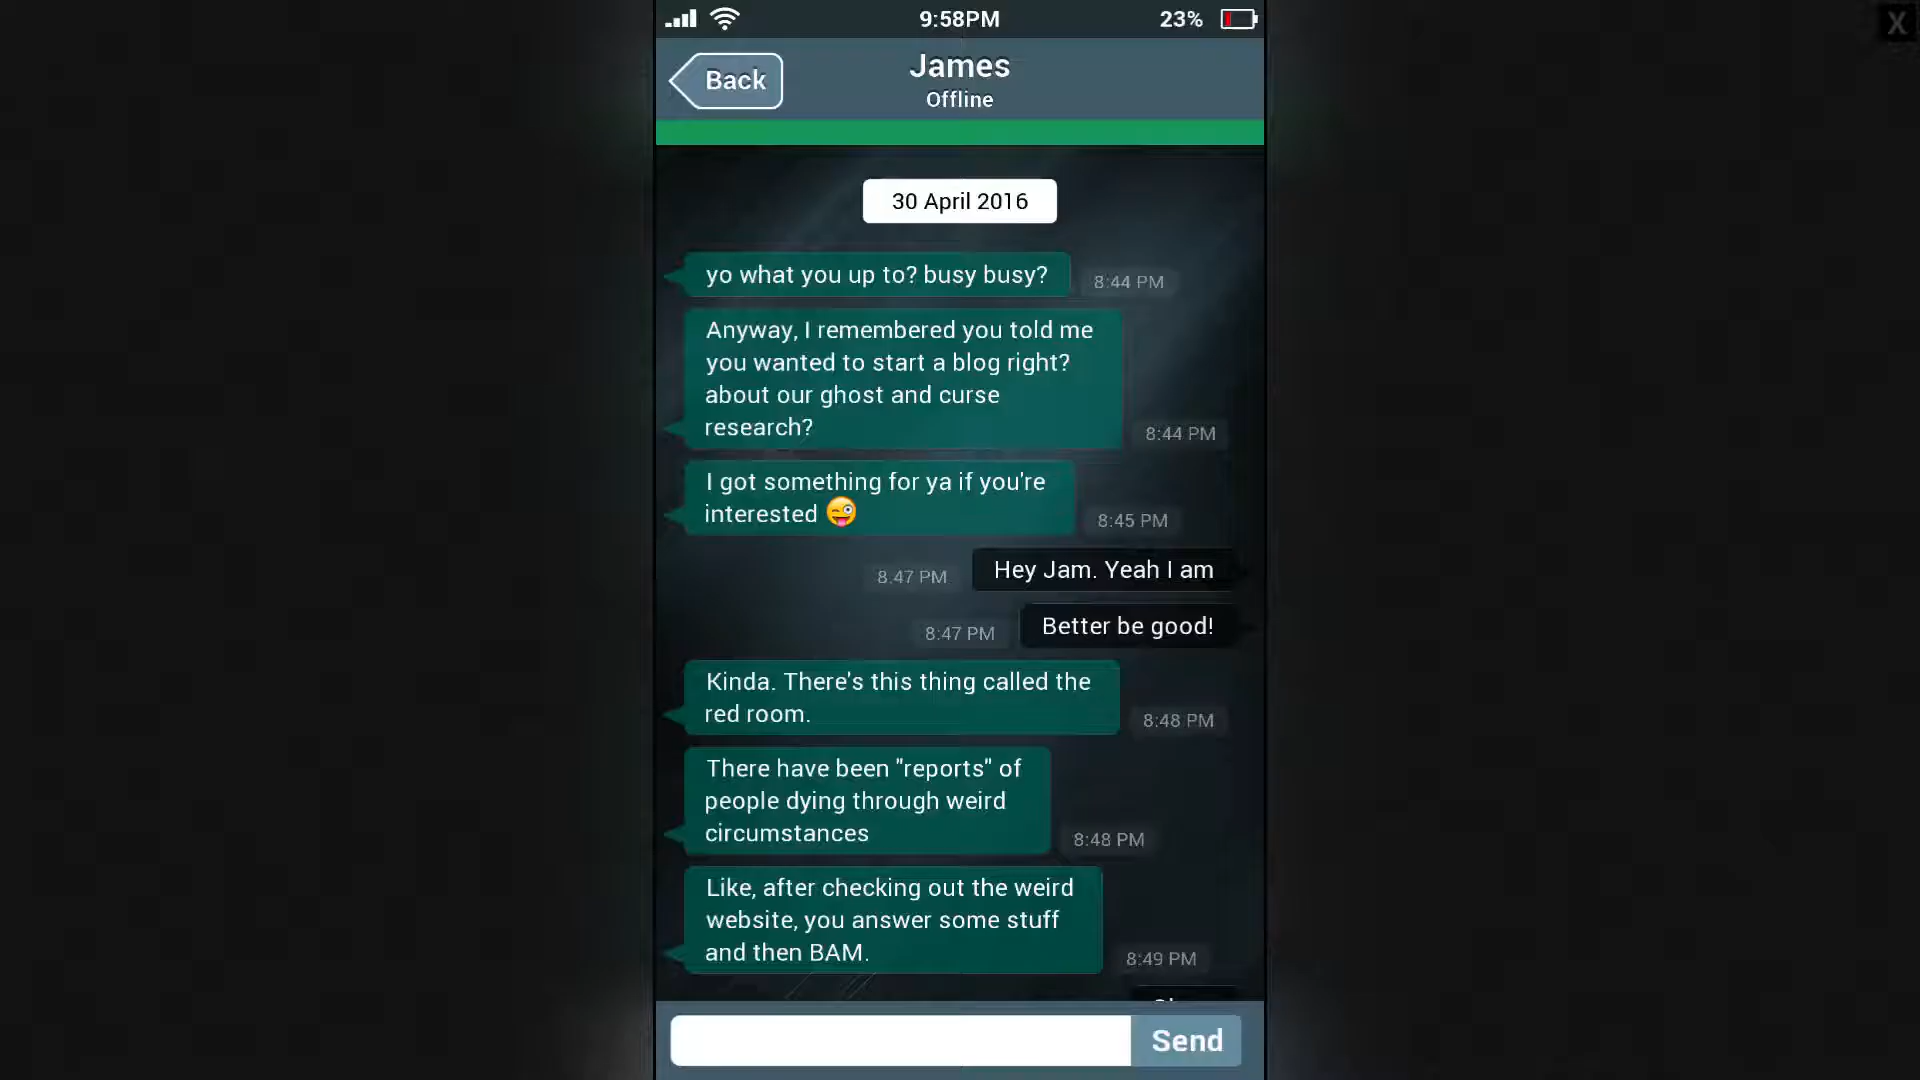 9:58PM 23%
X
James
Back
Offline
30 April 2016
yo what you up to? busy busy?
8:44 PM
Anyway, I remembered you told me
you wanted to start a blog right?
about our ghost and curse
research?
8:44 PM
I got something for ya if you're
interested 😜
8:45 PM
Hey Jam. Yeah I am
8.47 PM
Better be good!
8:47 PM
Kinda. There's this thing called the
red room.
8:48 PM
There have been "reports" of
people dying through weird
circumstances
8:48 PM
Like, after checking out the weird
website, you answer some stuff
and then BAM.
8:49 PM
Send